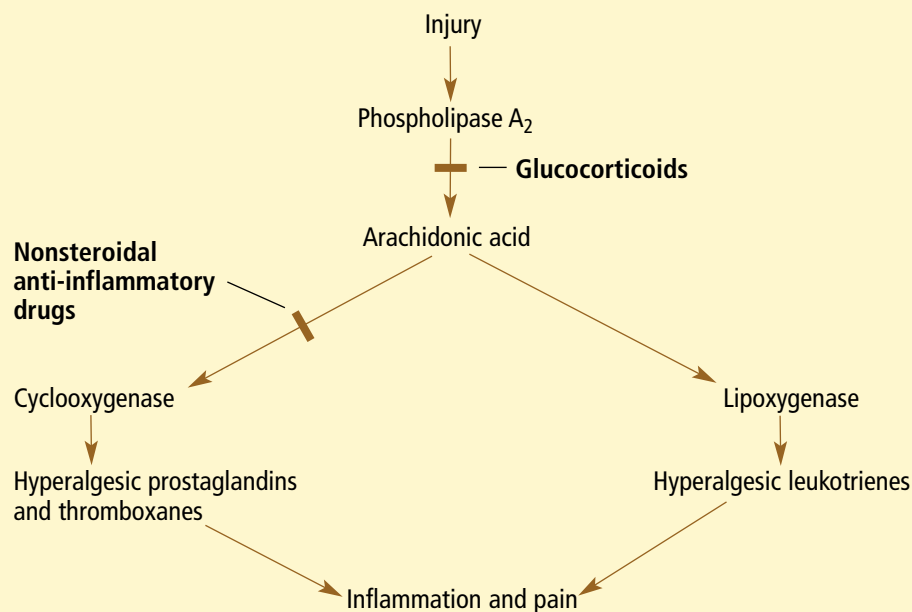 Injury
Phospholipase A₂
Glucocorticoids
Arachidonic acid
Nonsteroidal
anti-inflammatory
drugs
Cyclooxygenase
Lipoxygenase
Hyperalgesic prostaglandins
and thromboxanes
Hyperalgesic leukotrienes
Inflammation and pain